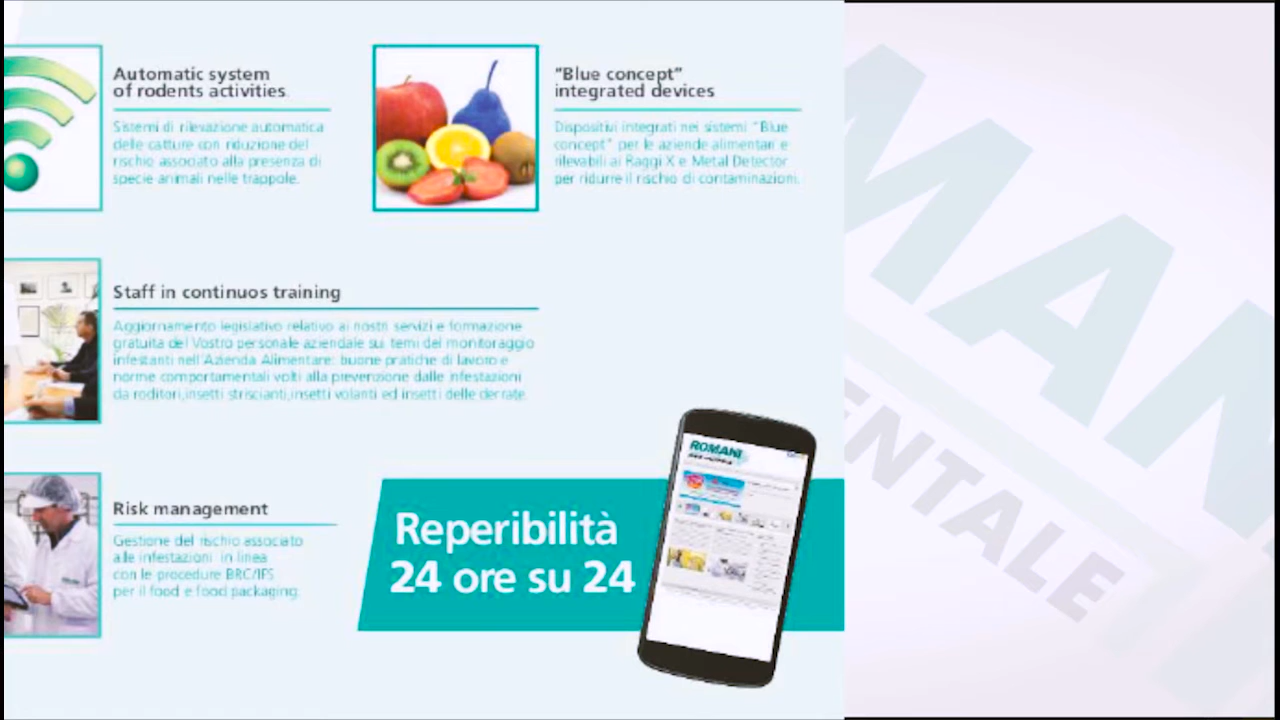 Automatic system
of rodents activities
Sistemi di rilevazione automatica
delle catture con riduzione del
rischio associato alla presenza di
specie animali nelle trappole.
"Blue concept"
integrated devices
Dispositivi integrati nei sistemi "Blue
concept" per le aziende alimentari e
rilevabili ai Raggi X e Metal Detector
per ridurre il rischio di contaminazioni.
Staff in continuos training
Aggiornamento legislativo relativo ai nostri servizi e formazione
gratuita del Vostro personale aziendale sui temi del monitoraggio
infestanti nell'Azienda Alimentare: buone pratiche di lavoro e
norme comportamentali volti alla prevenzione dalle infestazioni
da roditori,insetti striscianti,insetti volanti ed insetti delle derrate.
Risk management
Gestione del rischio associato
alle infestazioni in linea
con le procedure BRC/IFS
per il food e food packaging.
Reperibilità
24 ore su 24
ROMANI
MANI
ENTALE